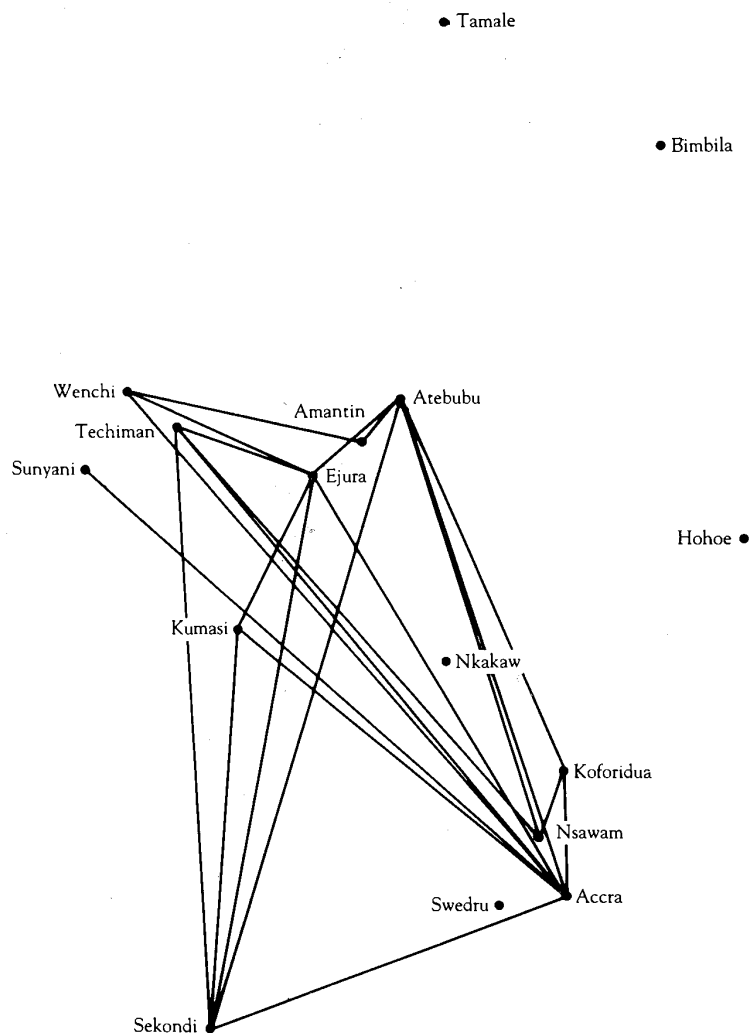 Tamale
Bimbila
Wenchi
Atebubu
Amantin
Techiman
Sunyani
Ejura
Hohoe
Kumasi
Nkakaw
Koforidua
Nsawam
Accra
Swedru
Sekondi